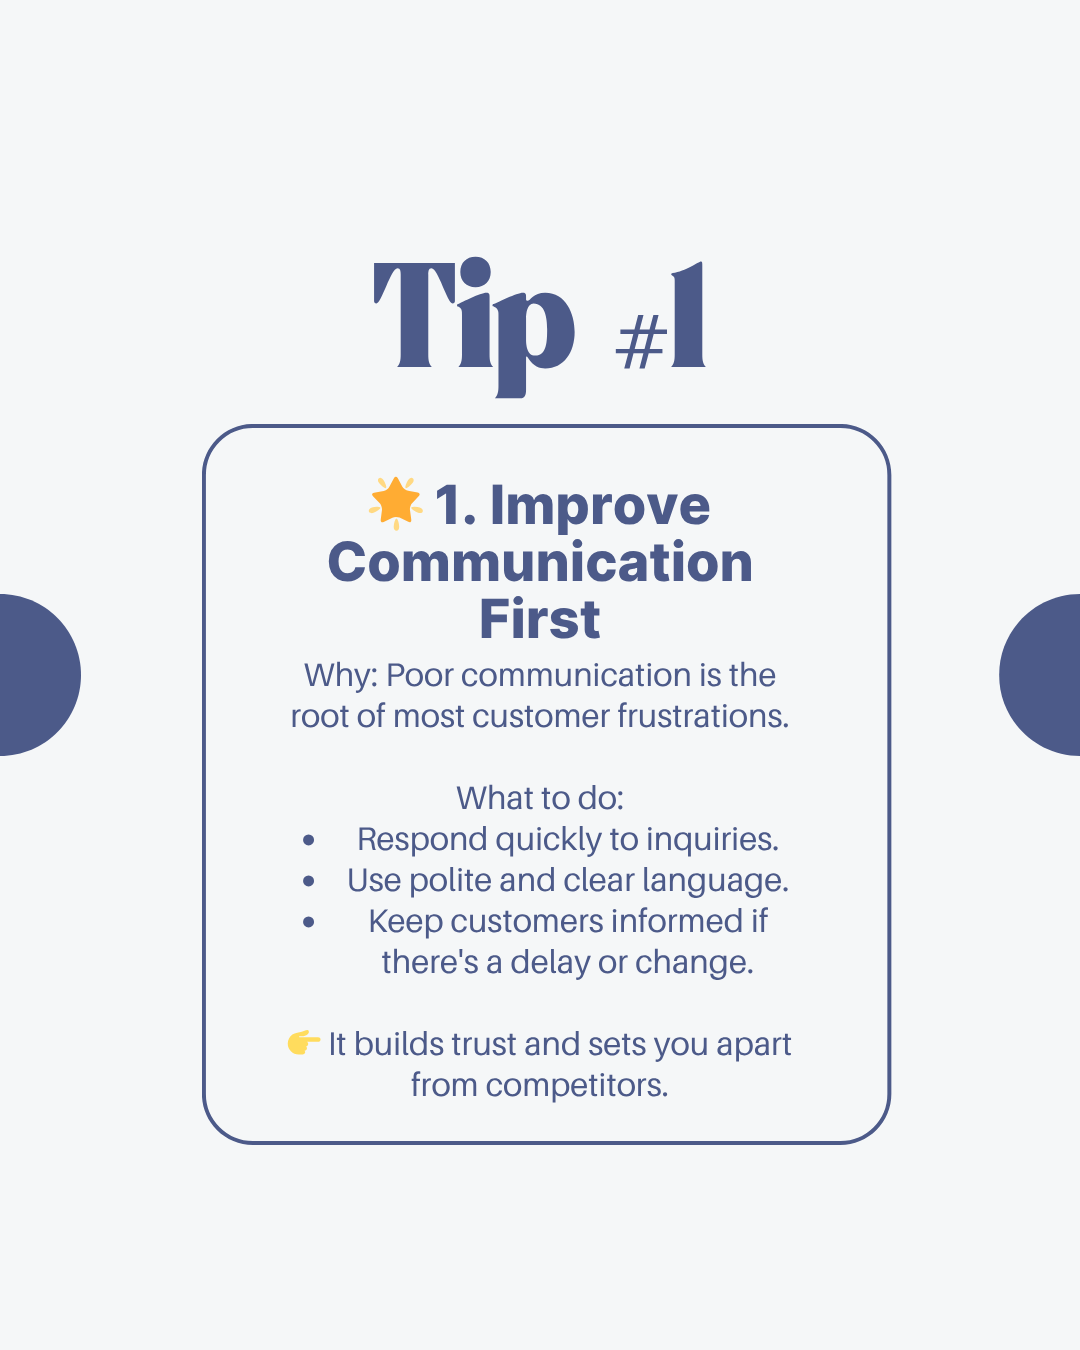 Tip #1
🌟 1. Improve
Communication
First
Why: Poor communication is the
root of most customer frustrations.
What to do:
• Respond quickly to inquiries.
• Use polite and clear language.
• Keep customers informed if
there's a delay or change.
👉 It builds trust and sets you apart
from competitors.